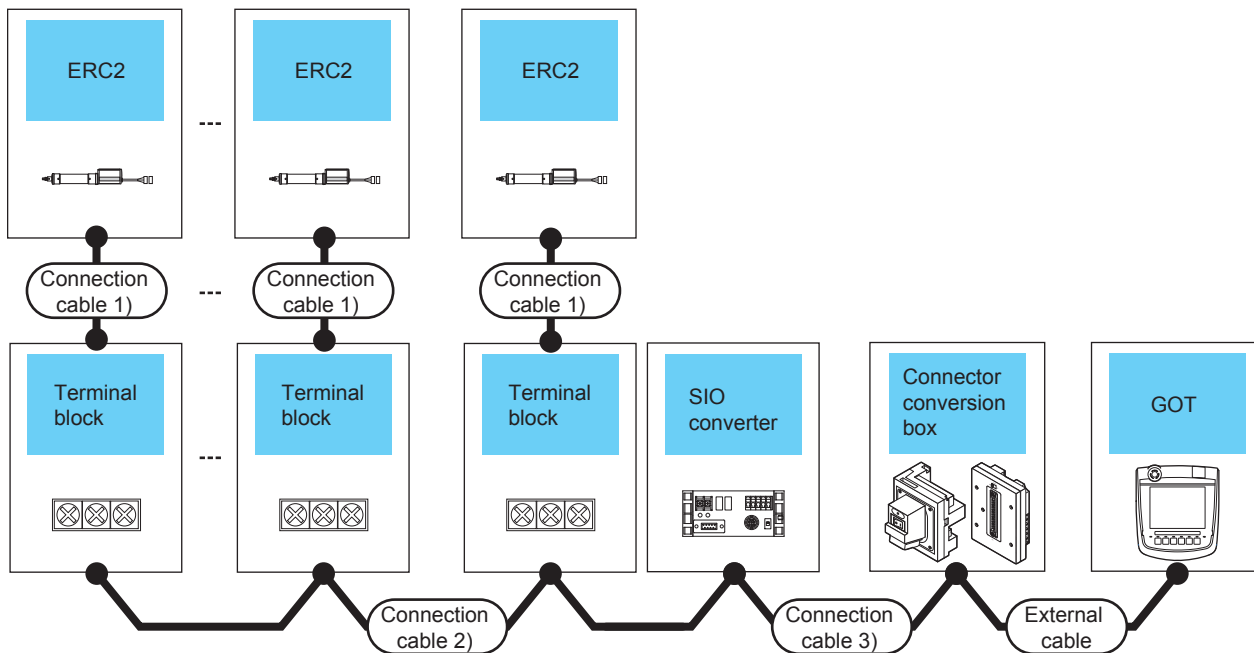 ERC2
ERC2
ERC2
---
Connection
cable 1)
---
Connection
cable 1)
Connection
cable 1)
Terminal
block
---
Terminal
block
Terminal
block
SIO
converter
Connector
conversion
box
GOT
Connection
cable 2)
Connection
cable 3)
External
cable